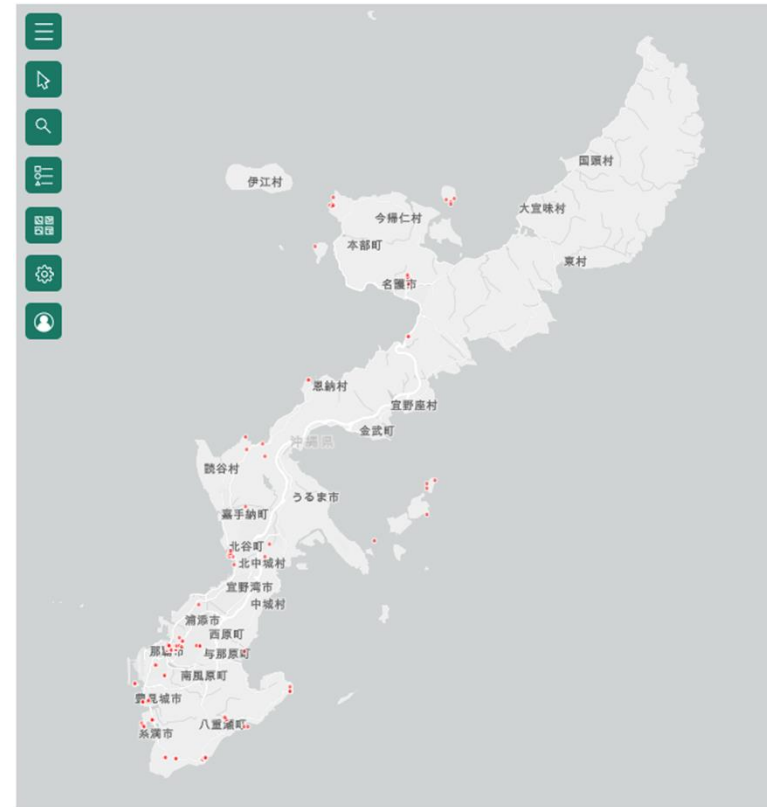 国頭村
伊江村
大宜味村
今帰仁村
本部町
東村
名護市
恩納村
宜野座村
金武町
沖縄県
読谷村
うるま市
嘉手納町
北谷町
北中城村
宜野湾市
中城村
浦添市
西原町
那覇市
与那原町
南風原町
豊見城市
八重瀬町
糸満市